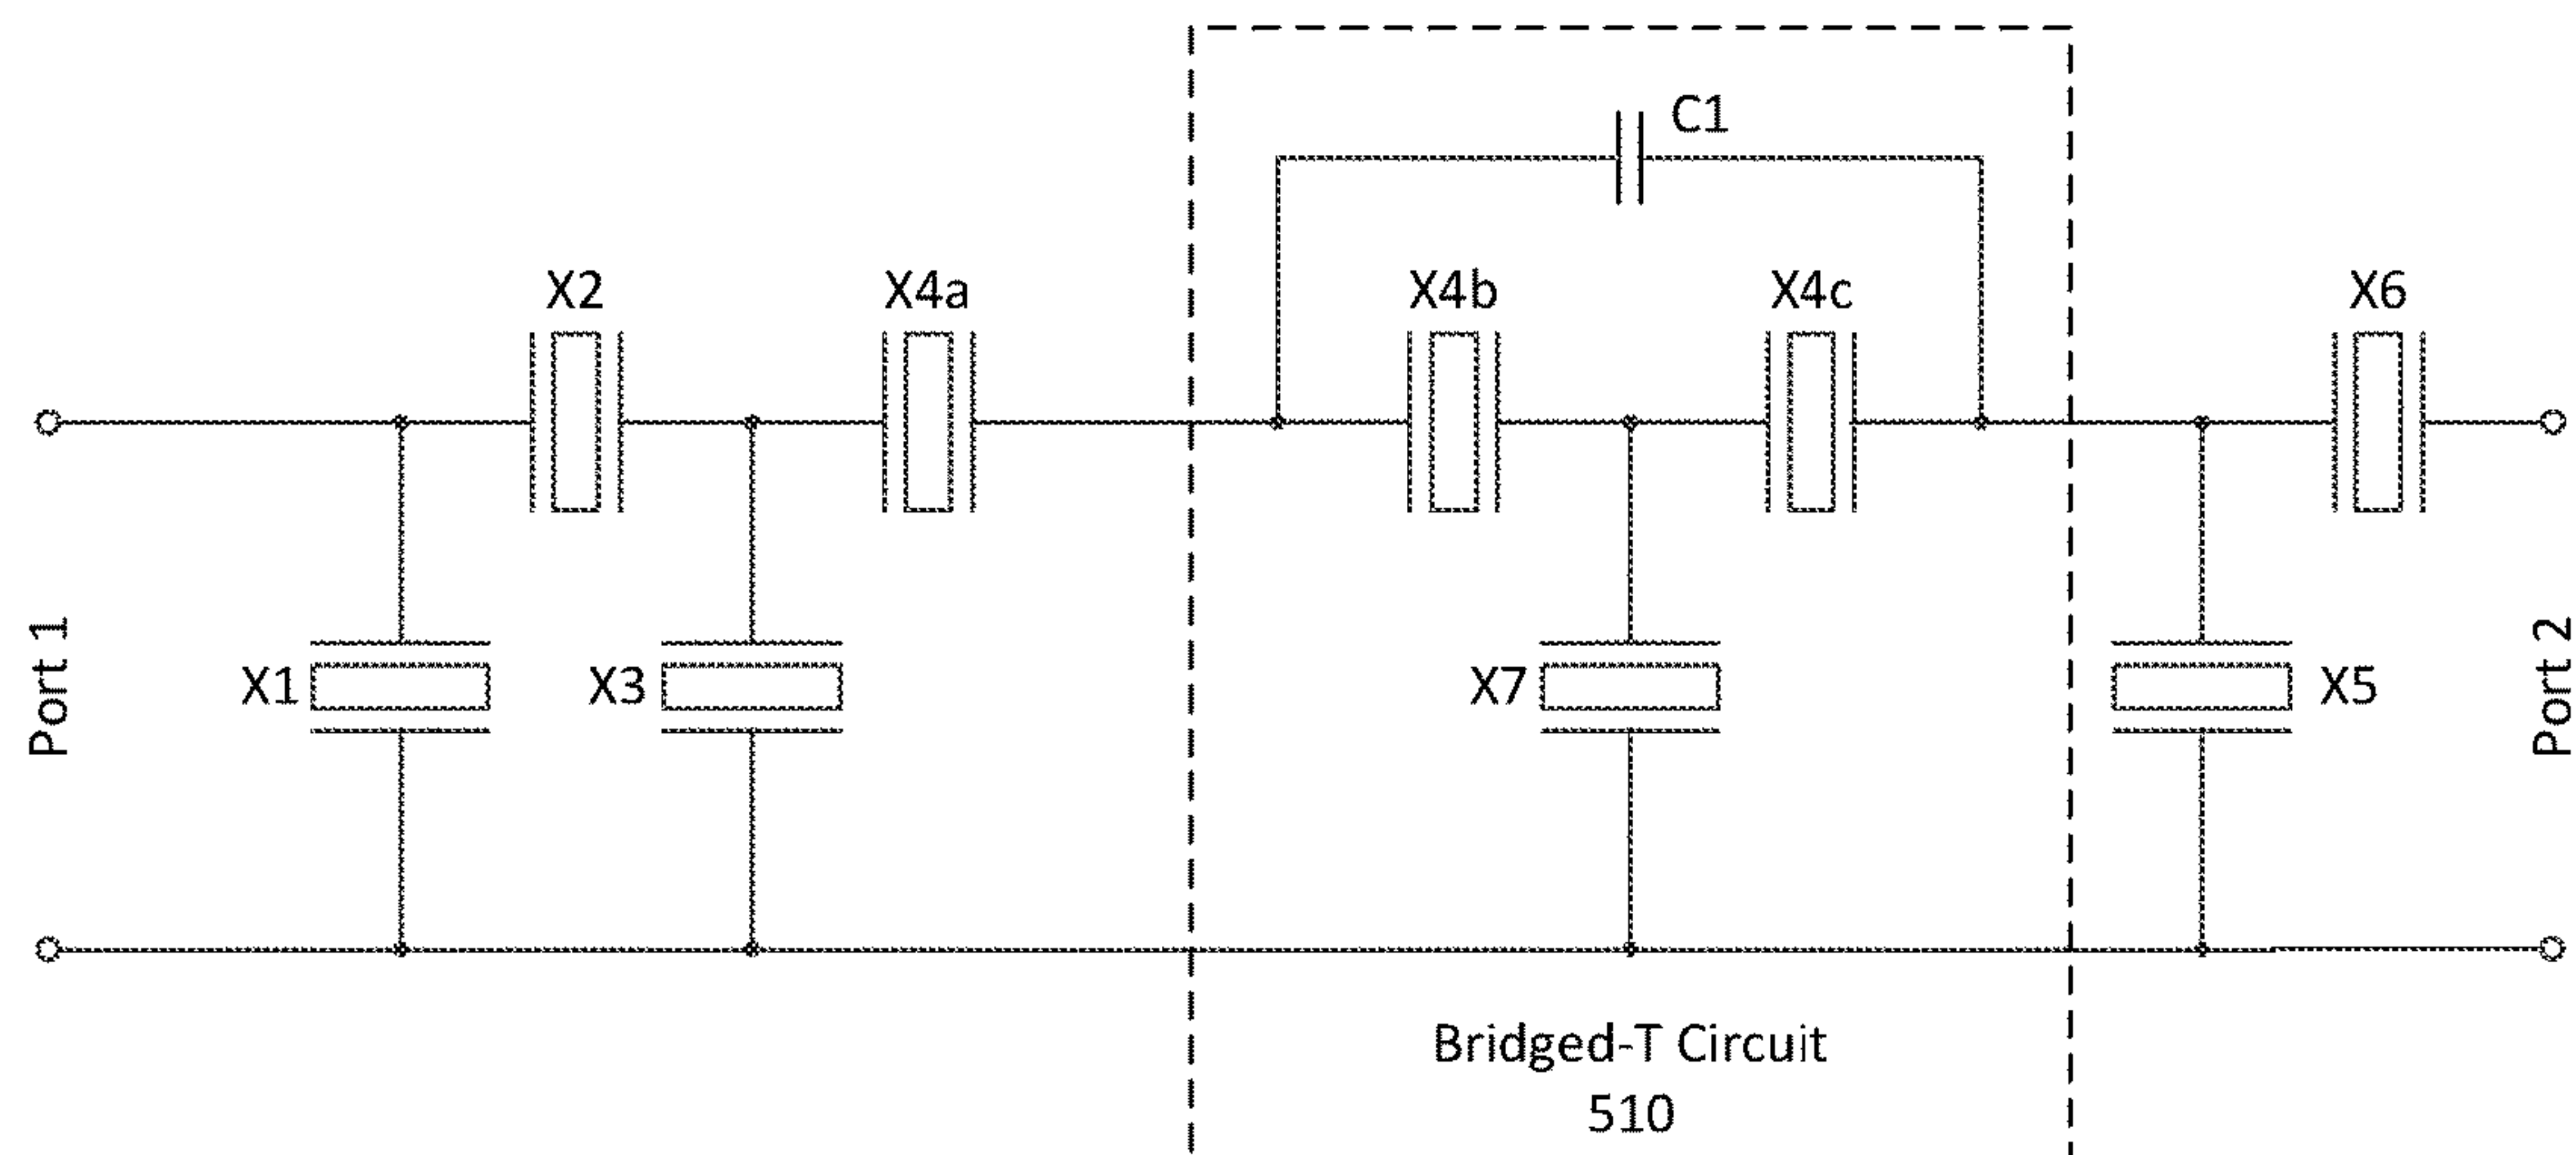 C1
X2
X4a
X4b
X4c
X6
Port 1
X1
X3
X7
X5
Port 2
Bridged-T Circuit
510